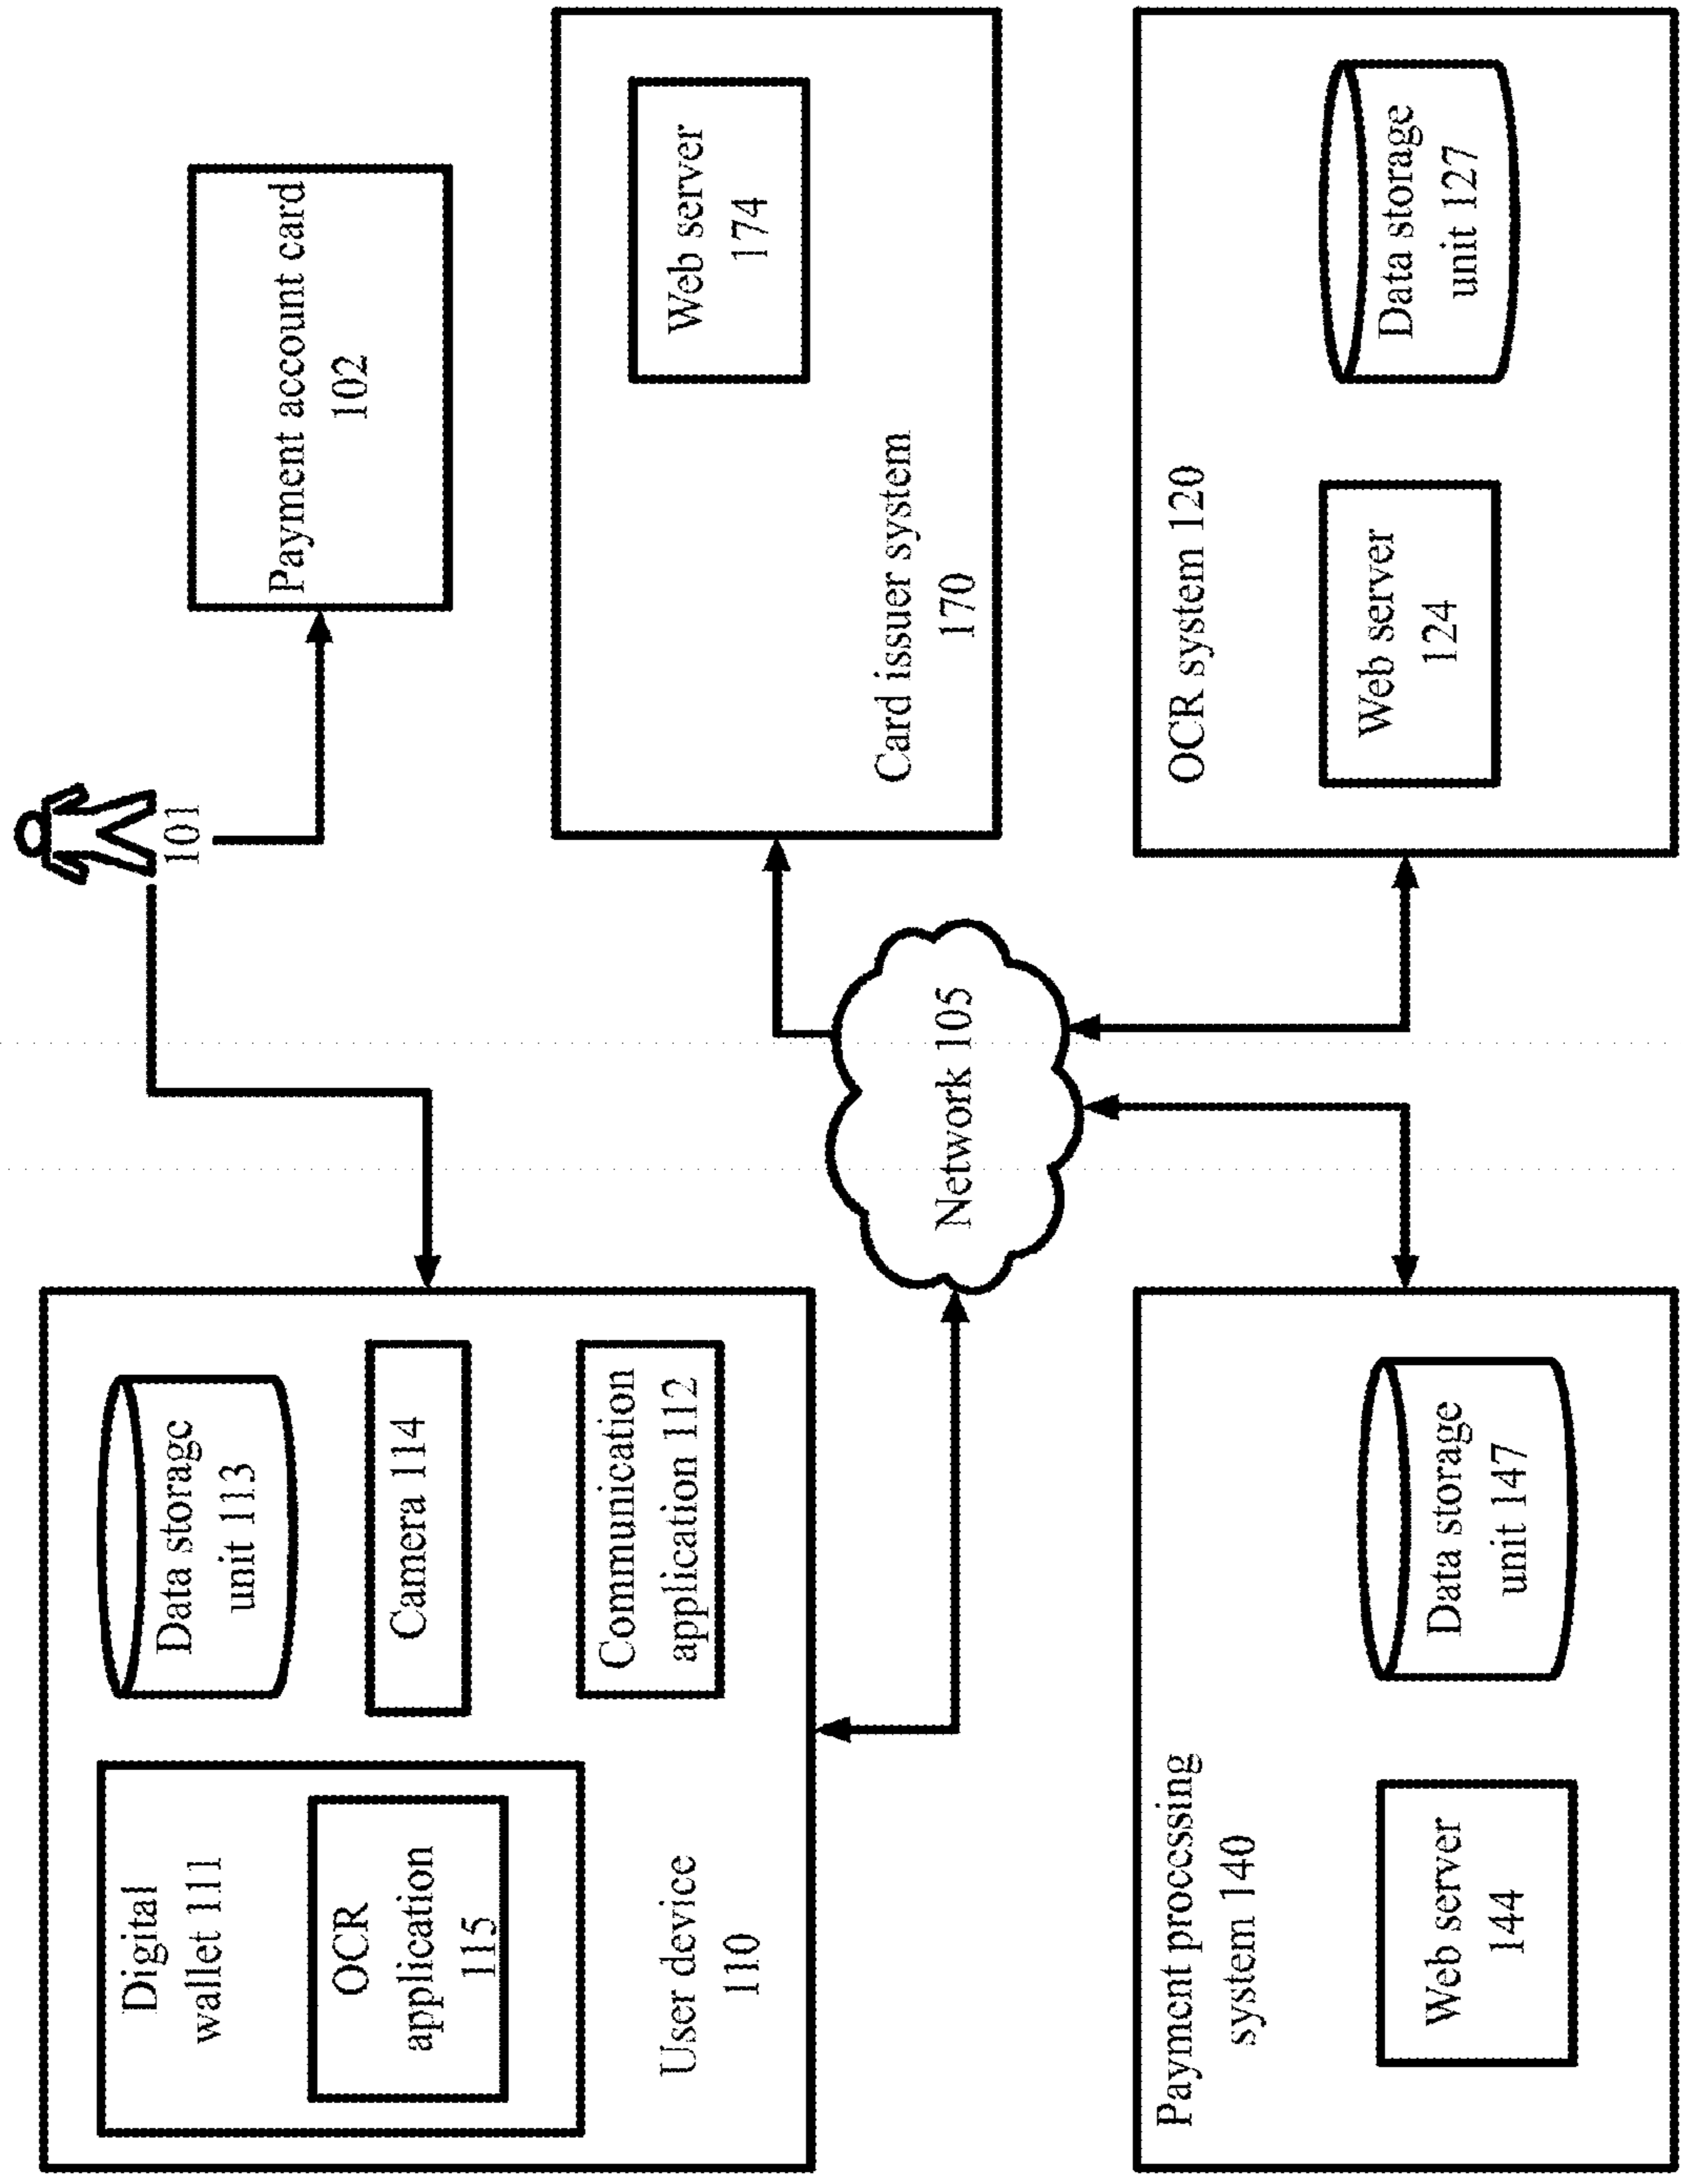 101
Digital
wallet 111
OCR
application
115
User device
110
Data storage
unit 113
Camera 114
Communication
application 112
Payment account card
102
Network 105
Web server
174
Card issuer system
170
Payment processing
system 140
Web server
144
Data storage
unit 147
OCR system 120
Web server
124
Data storage
unit 127